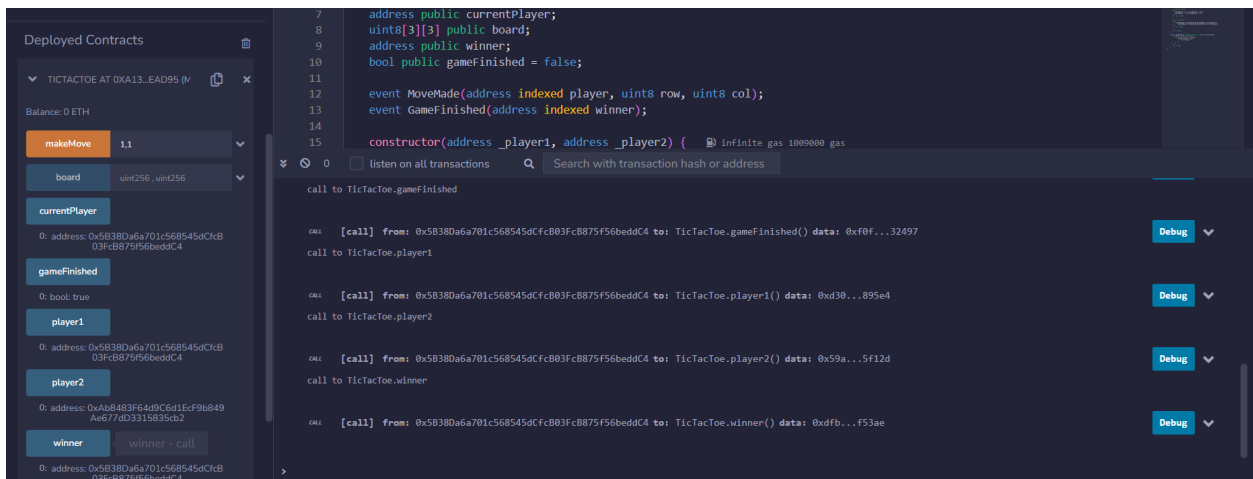 Deployed Contracts
TICTACTOE AT 0XA13...EAD95 (M
Balance: 0 ETH
makeMove 1,1
board uint256 , uint256
currentPlayer
0: address: 0x5B38Da6a701c568545dCfcB
03FcB875f56beddC4
gameFinished
0: bool: true
player1
0: address: 0x5B38Da6a701c568545dCfcB
03FcB875f56beddC4
player2
0: address: 0xAb8483F64d9C6d1EcF9b849
Ae677dD3315835cb2
winner winner - call
0: address: 0x5B38Da6a701c568545dCfcB
03FcB875f56beddC4
7 address public currentPlayer;
8 uint8[3][3] public board;
9 address public winner;
10 bool public gameFinished = false;
11
12 event MoveMade(address indexed player, uint8 row, uint8 col);
13 event GameFinished(address indexed winner);
14
15 constructor(address _player1, address _player2) { infinite gas 1009000 gas
0 listen on all transactions Search with transaction hash or address
call to TicTacToe.gameFinished
CALL [call] from: 0x5B38Da6a701c568545dCfcB03FcB875f56beddC4 to: TicTacToe.gameFinished() data: 0xf0f...32497 Debug
call to TicTacToe.player1
CALL [call] from: 0x5B38Da6a701c568545dCfcB03FcB875f56beddC4 to: TicTacToe.player1() data: 0xd30...895e4 Debug
call to TicTacToe.player2
CALL [call] from: 0x5B38Da6a701c568545dCfcB03FcB875f56beddC4 to: TicTacToe.player2() data: 0x59a...5f12d Debug
call to TicTacToe.winner
CALL [call] from: 0x5B38Da6a701c568545dCfcB03FcB875f56beddC4 to: TicTacToe.winner() data: 0xdfb...f53ae Debug
>